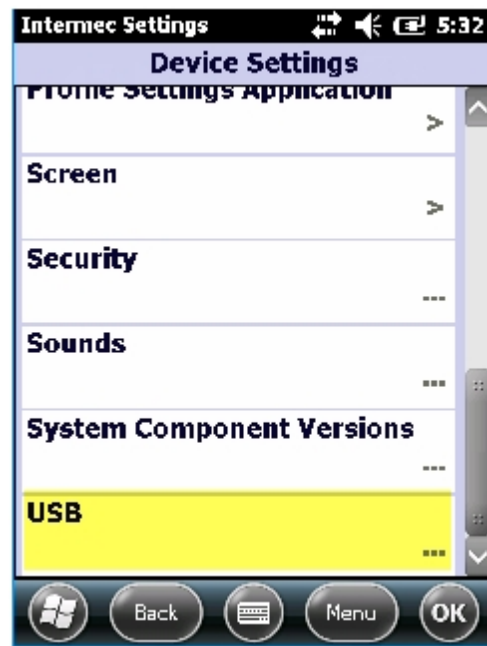 Intermec Settings 5:32
Device Settings
Profile Settings Application
>
Screen
>
Security
...
Sounds
...
System Component Versions
...
USB
...
Back Menu OK